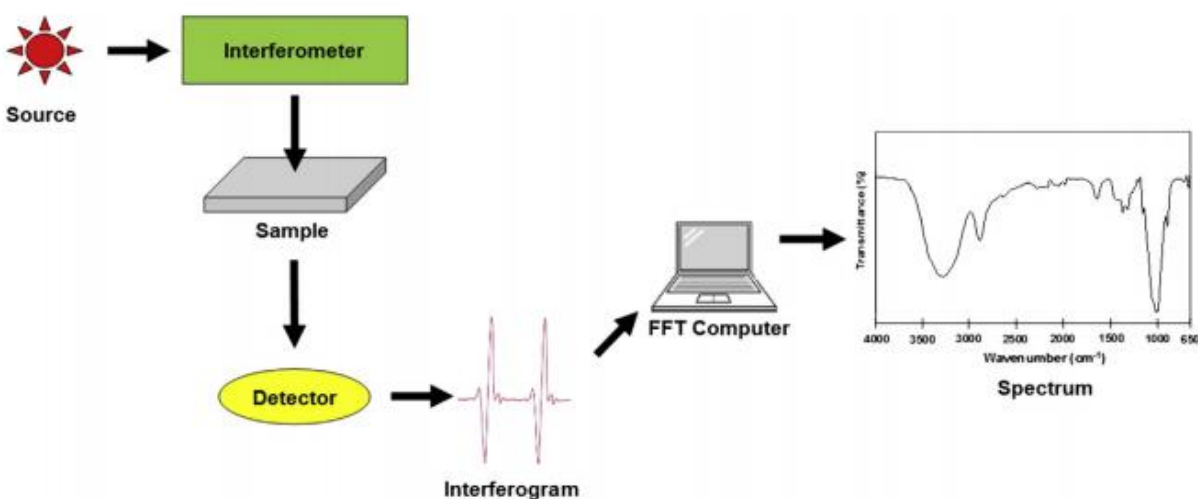 Source
Interferometer
Sample
Detector
Interferogram
FFT Computer
Transmittance (%)
4000 3500 3000 2500 2000 1500 1000 650
Wavenumber (cm-1)
Spectrum